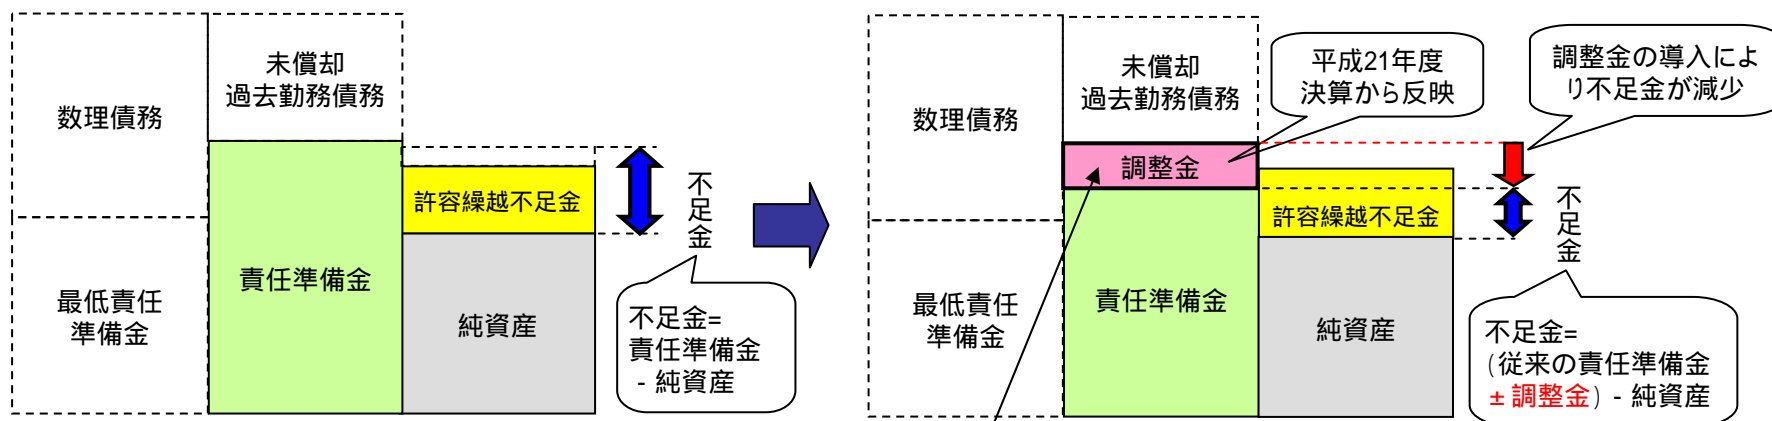 数理債務
未償却
過去勤務債務
許容繰越不足金
不足金
責任準備金
最低責任
準備金
純資産
不足金=
責任準備金
- 純資産
数理債務
未償却
過去勤務債務
平成21年度
決算から反映
調整金の導入によ
り不足金が減少
調整金
許容繰越不足金
不足金
責任準備金
最低責任
準備金
純資産
不足金=
(従来の責任準備金
±調整金) - 純資産